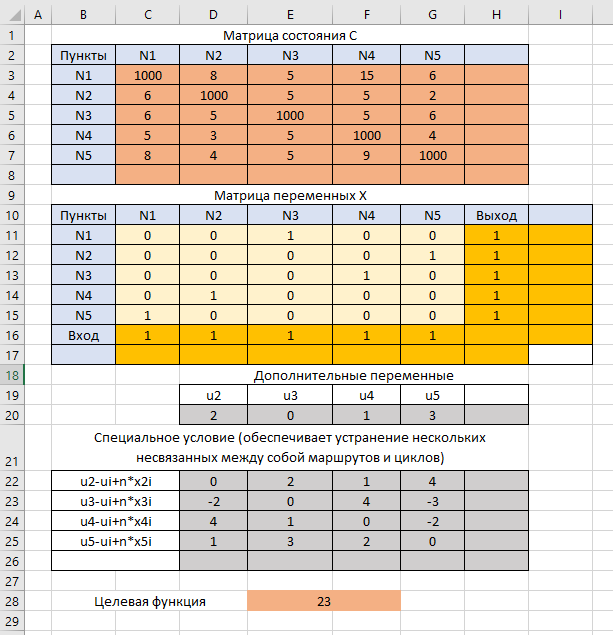 A B C D E F G H I
1 Матрица состояния С
2 Пункты N1 N2 N3 N4 N5
3 N1 1000 8 5 15 6
4 N2 6 1000 5 5 2
5 N3 6 5 1000 5 6
6 N4 5 3 5 1000 4
7 N5 8 4 5 9 1000
8
9 Матрица переменных X
10 Пункты N1 N2 N3 N4 N5 Выход
11 N1 0 0 1 0 0 1
12 N2 0 0 0 0 1 1
13 N3 0 0 0 1 0 1
14 N4 0 1 0 0 0 1
15 N5 1 0 0 0 0 1
16 Вход 1 1 1 1 1
17
18 Дополнительные переменные
19 u2 u3 u4 u5
20 2 0 1 3
Специальное условие (обеспечивает устранение нескольких
21 несвязанных между собой маршрутов и циклов)
22 u2-ui+n*x2i 0 2 1 4
23 u3-ui+n*x3i -2 0 4 -3
24 u4-ui+n*x4i 4 1 0 -2
25 u5-ui+n*x5i 1 3 2 0
26
27
28 Целевая функция 23
29